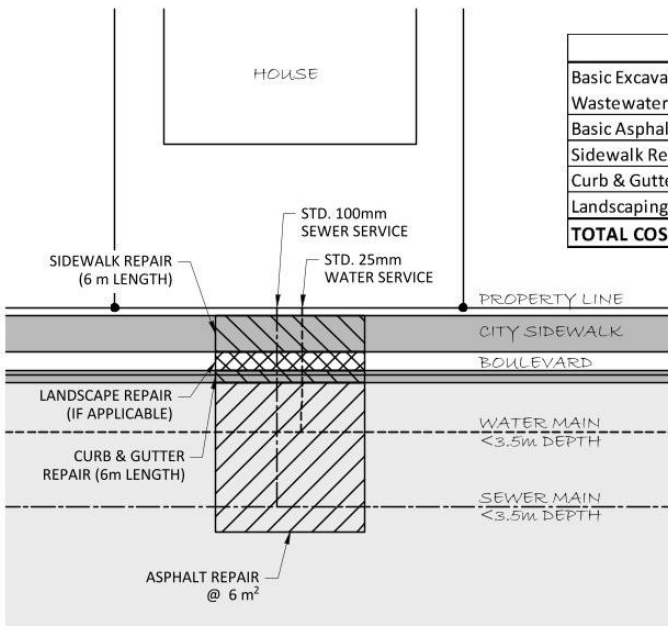 HOUSE
Basic Excava
Wastewater
Basic Asphal
Sidewalk Re
Curb & Gutte
Landscaping
TOTAL COS
STD. 100mm
SEWER SERVICE
SIDEWALK REPAIR
(6 m LENGTH)
STD. 25mm
WATER SERVICE
PROPERTY LINE
CITY SIDEWALK
BOULEVARD
LANDSCAPE REPAIR
(IF APPLICABLE)
WATER MAIN
<3.5m DEPTH
CURB & GUTTER
REPAIR (6m LENGTH)
SEWER MAIN
<3.5m DEPTH
ASPHALT REPAIR
@ 6 m²